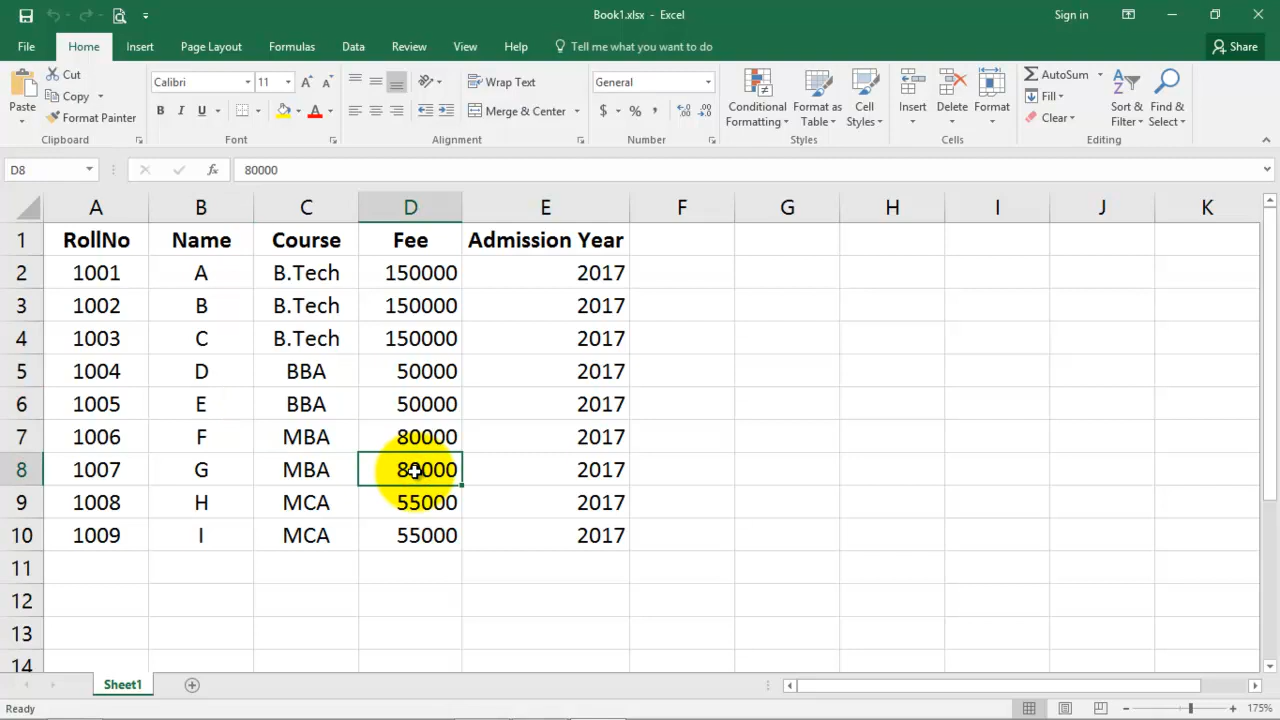 Book1.xlsx - Excel
Sign in
File Home Insert Page Layout Formulas Data Review View Help Tell me what you want to do Share
Paste Cut Copy Format Painter Clipboard
Calibri 11 A A B I U A Font
Wrap Text Merge & Center Alignment
General $ % , Number
Conditional Formatting Format as Table Cell Styles Styles
Insert Delete Format Cells
AutoSum Fill Clear Sort & Filter Find & Select Editing
D8 fx 80000
A B C D E F G H I J K
1 RollNo Name Course Fee Admission Year
2 1001 A B.Tech 150000 2017
3 1002 B B.Tech 150000 2017
4 1003 C B.Tech 150000 2017
5 1004 D BBA 50000 2017
6 1005 E BBA 50000 2017
7 1006 F MBA 80000 2017
8 1007 G MBA 80000 2017
9 1008 H MCA 55000 2017
10 1009 I MCA 55000 2017
11
12
13
14
Sheet1
Ready 175%